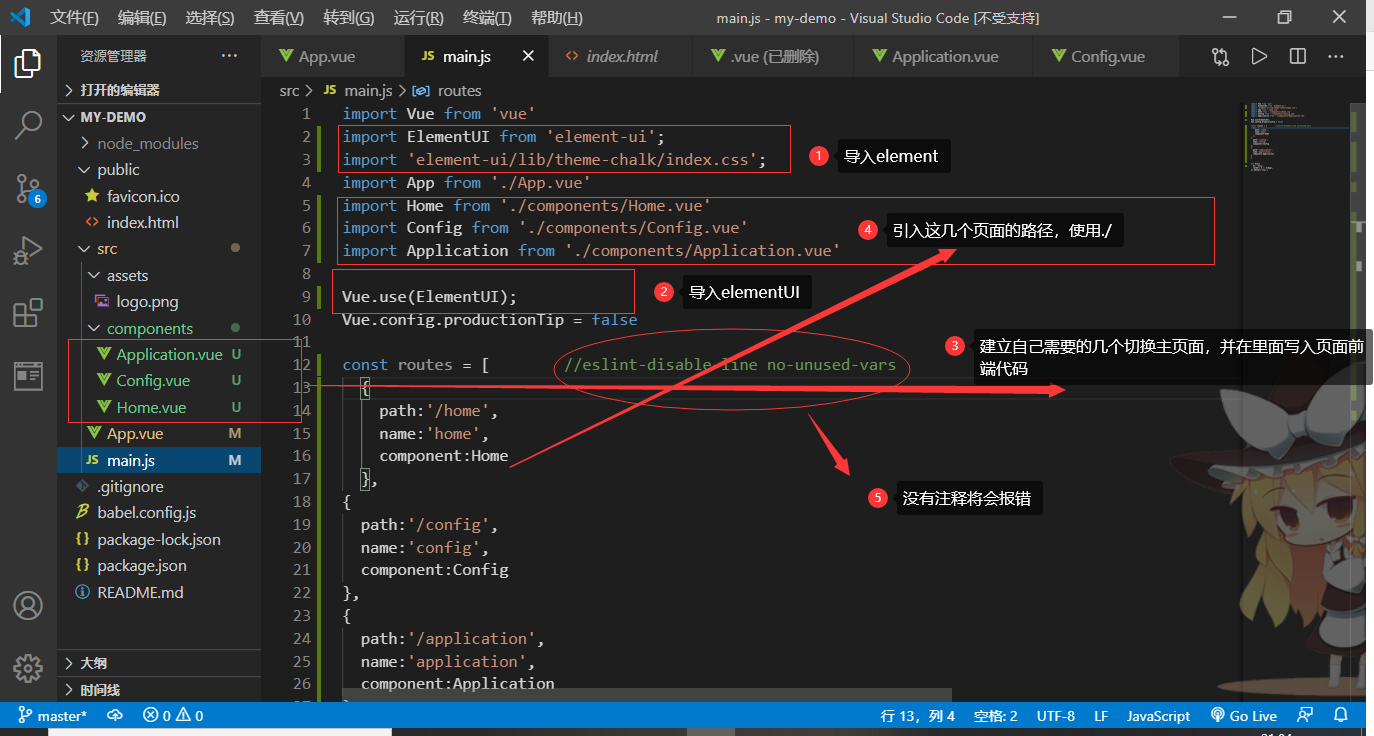 文件(F) 编辑(E) 选择(S) 查看(V) 转到(G) 运行(R) 终端(T) 帮助(H) main.js - my-demo - Visual Studio Code [不受支持]
资源管理器 ···
App.vue JS main.js index.html .vue (已删除) Application.vue Config.vue
src > JS main.js > routes
打开的编辑器
MY-DEMO
node_modules
public
favicon.ico
index.html
src
assets
logo.png
components
Application.vue U
Config.vue U
Home.vue U
App.vue M
JS main.js M
.gitignore
babel.config.js
package-lock.json
package.json
README.md
大纲
时间线
6
1 import Vue from 'vue'
2 import ElementUI from 'element-ui';
3 import 'element-ui/lib/theme-chalk/index.css';
4 import App from './App.vue'
5 import Home from './components/Home.vue'
6 import Config from './components/Config.vue'
7 import Application from './components/Application.vue'
8
9 Vue.use(ElementUI);
10 Vue.config.productionTip = false
11
12 const routes = [ //eslint-disable-line no-unused-vars
13 {
14 path:'/home',
15 name:'home',
16 component:Home
17 },
18 {
19 path:'/config',
20 name:'config',
21 component:Config
22 },
23 {
24 path:'/application',
25 name:'application',
26 component:Application
1 导入element
4 引入这几个页面的路径，使用./
2 导入elementUI
3 建立自己需要的几个切换主页面，并在里面写入页面前
端代码
5 没有注释将会报错
master* 0 0 行 13，列 4 空格: 2 UTF-8 LF JavaScript Go Live